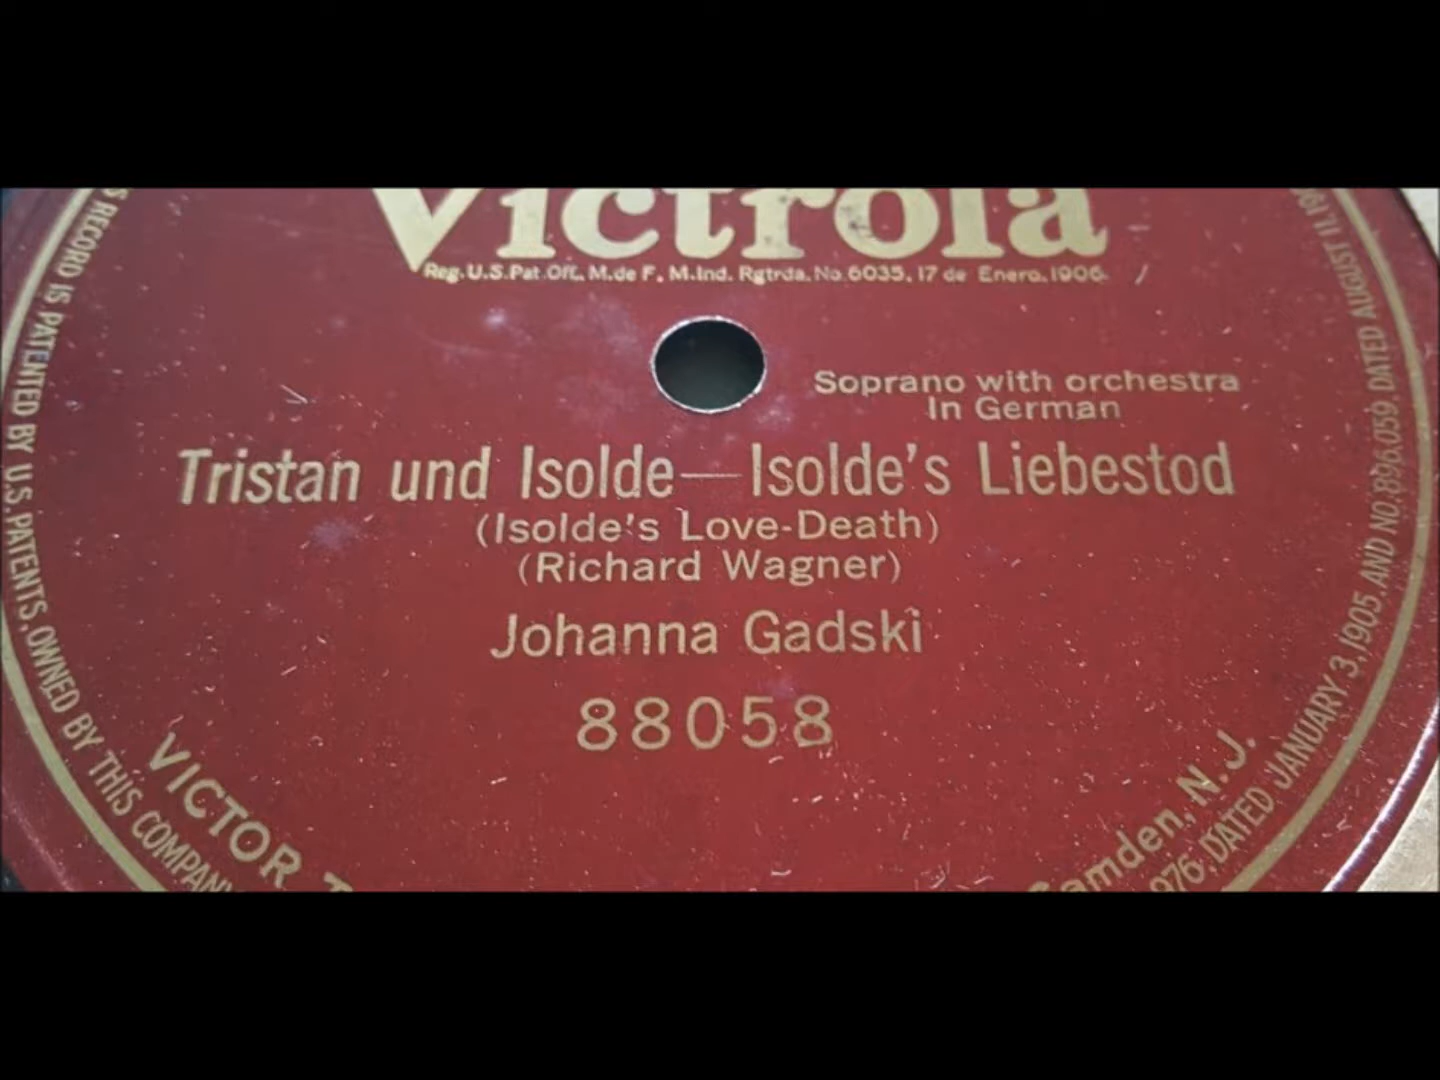 Victrola
Reg. U.S. Pat. Off. M. de F. M. Ind. Rgtrda. No. 6035, 17 de Enero, 1906.
Soprano with orchestra
In German
Tristan und Isolde—Isolde's Liebestod
(Isolde's Love-Death)
(Richard Wagner)
Johanna Gadski
88058
VICTOR
Camden, N.J.
RECORD IS PATENTED BY U.S. PATENTS, OWNED BY THIS COMPANY
976, DATED JANUARY 3, 1905, AND NO. 896,059, DATED AUGUST 11, 19